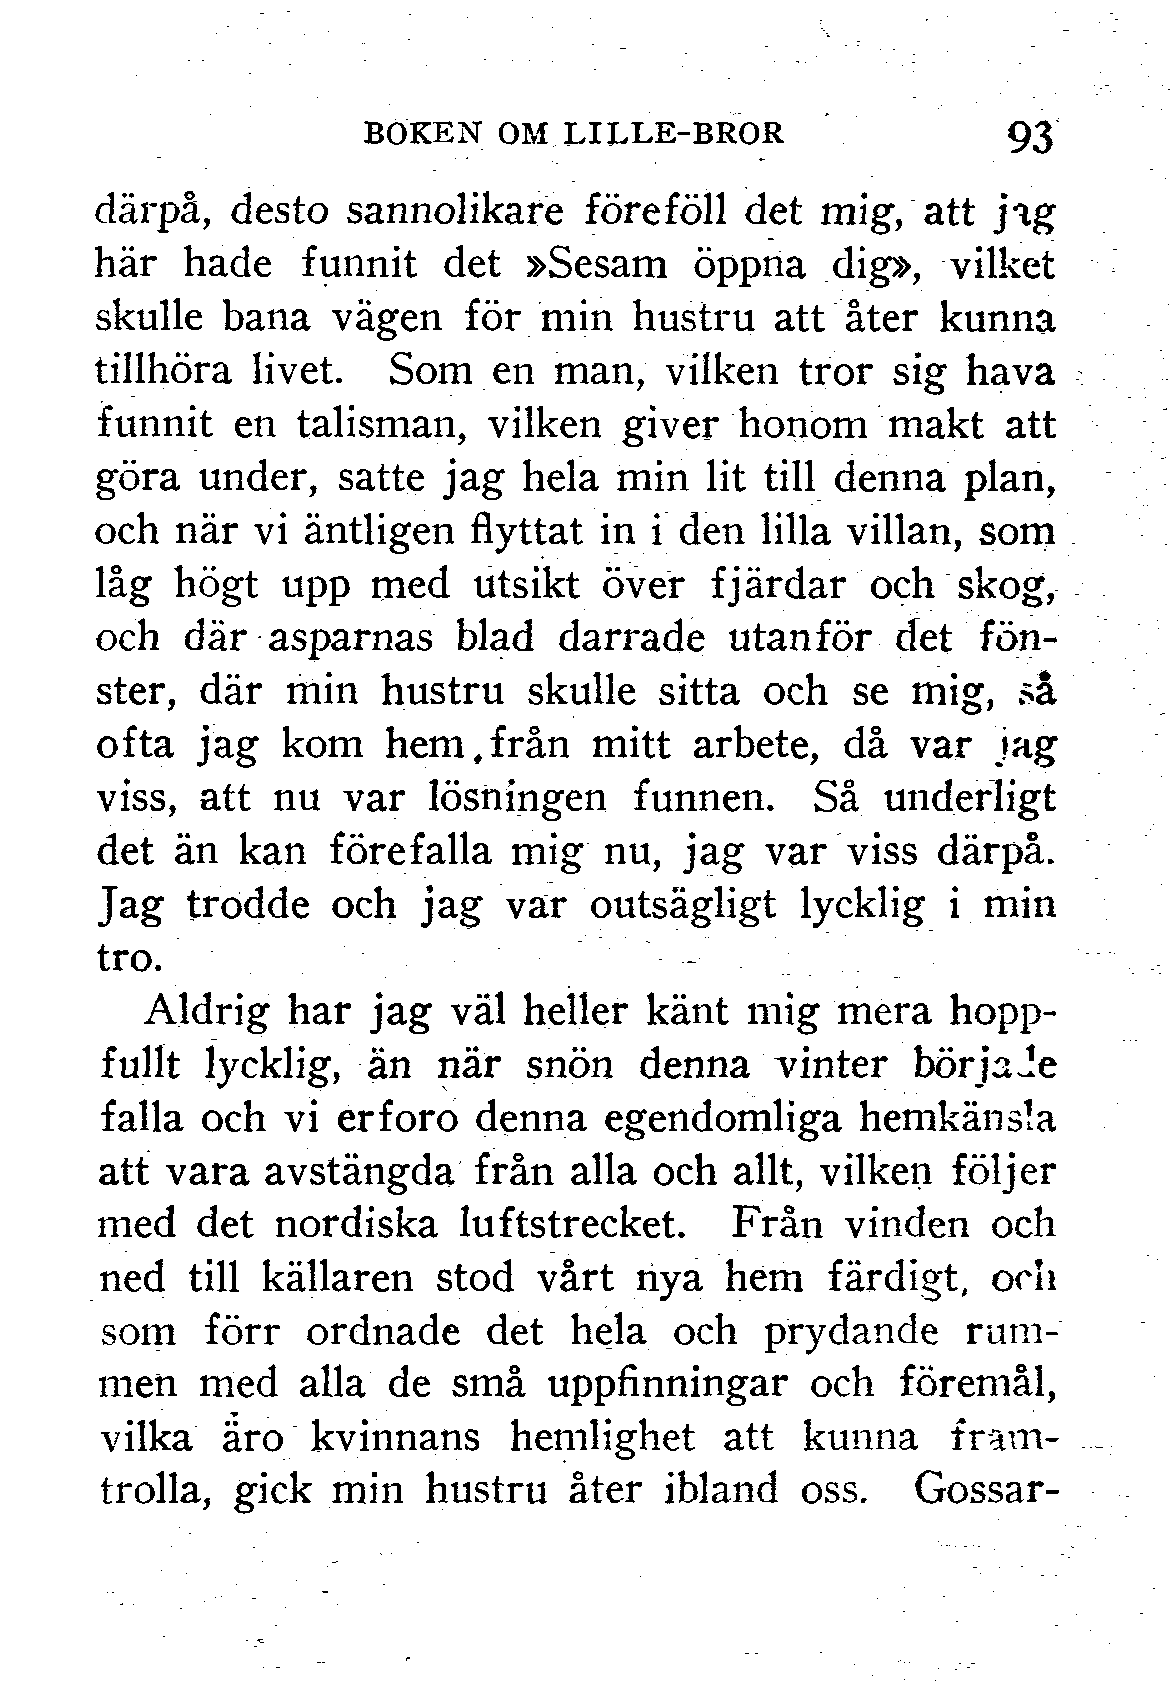 BOKEN OM LILLE-BROR 93
därpå, desto sannolikare föreföll det mig, att jag
här hade funnit det »Sesam öppna dig», vilket
skulle bana vägen för min hustru att åter kunna
tillhöra livet. Som en man, vilken tror sig hava
funnit en talisman, vilken giver honom makt att
göra under, satte jag hela min lit till denna plan,
och när vi äntligen flyttat in i den lilla villan, som
låg högt upp med utsikt över fjärdar och skog,
och där asparnas blad darrade utanför det fön-
ster, där min hustru skulle sitta och se mig, så
ofta jag kom hem från mitt arbete, då var jag
viss, att nu var lösningen funnen. Så underligt
det än kan förefalla mig nu, jag var viss därpå.
Jag trodde och jag var outsägligt lycklig i min
tro.
Aldrig har jag väl heller känt mig mera hopp-
fullt lycklig, än när snön denna vinter började
falla och vi erforo denna egendomliga hemkänsla
att vara avstängda från alla och allt, vilken följer
med det nordiska luftstrecket. Från vinden och
ned till källaren stod vårt nya hem färdigt, och
som förr ordnade det hela och prydande rum-
men med alla de små uppfinningar och föremål,
vilka äro kvinnans hemlighet att kunna fram-
trolla, gick min hustru åter ibland oss. Gossar-